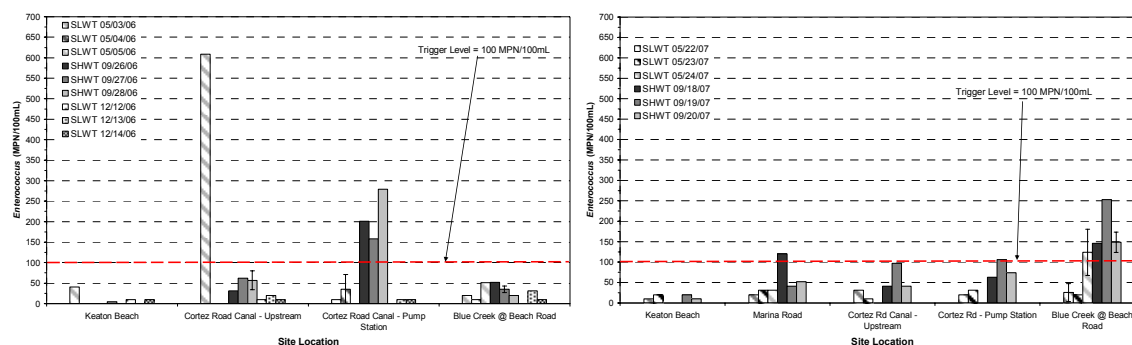 700
650
600
550
500
450
400
350
300
250
200
150
100
50
0
Enterococcus (MPN/100mL)
SLWT 05/03/06
SLWT 05/04/06
SLWT 05/05/06
SHWT 09/26/06
SHWT 09/27/06
SHWT 09/28/06
SLWT 12/12/06
SLWT 12/13/06
SLWT 12/14/06
Trigger Level = 100 MPN/100mL
Keaton Beach
Cortez Road Canal - Upstream
Cortez Road Canal - Pump
Station
Blue Creek @ Beach Road
Site Location
700
650
600
550
500
450
400
350
300
250
200
150
100
50
0
Enterococcus (MPN/100mL)
SLWT 05/22/07
SLWT 05/23/07
SLWT 05/24/07
SHWT 09/18/07
SHWT 09/19/07
SHWT 09/20/07
Trigger Level = 100 MPN/100mL
Keaton Beach
Marina Road
Cortez Rd Canal -
Upstream
Cortez Rd - Pump Station
Blue Creek @ Beach
Road
Site Location